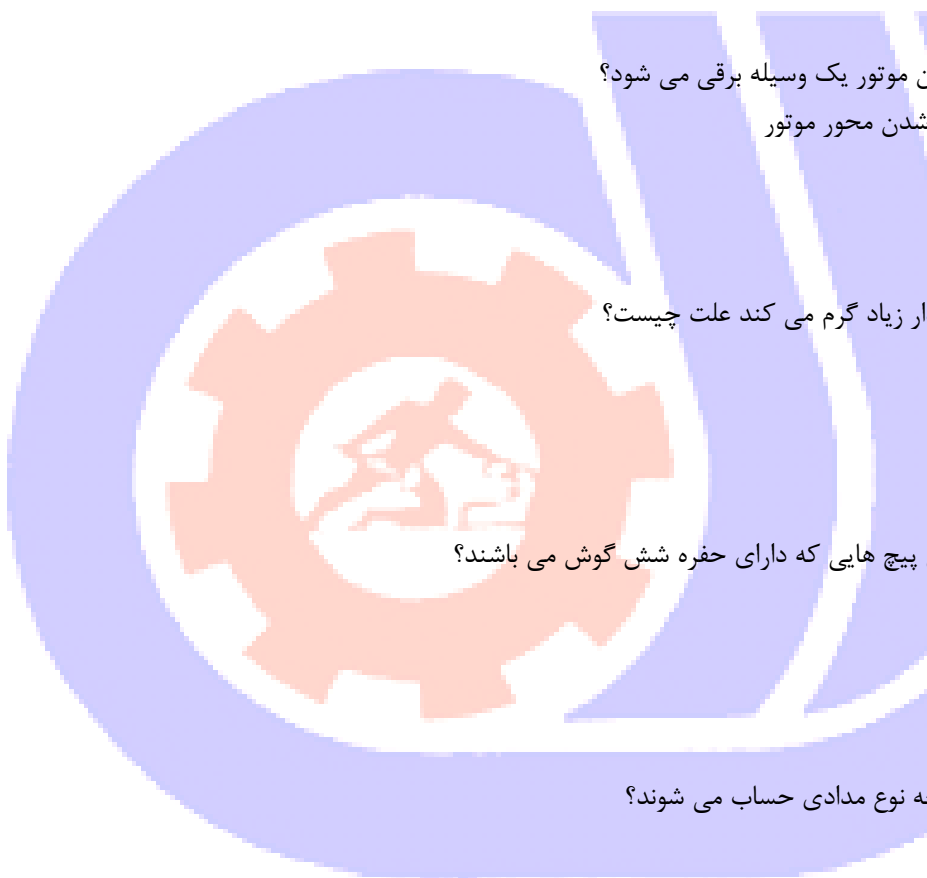 موتور یک وسیله برقی می شود؟
شدن محور موتور
زیاد گرم می کند علت چیست؟
پیچ هایی که دارای حفره شش گوش می باشند؟
نوع مدادی حساب می شوند؟